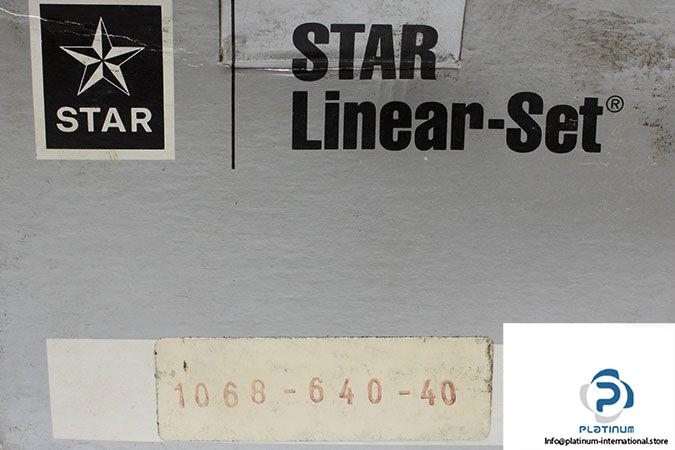 STAR
STAR
Linear-Set®
1068-640-40
PLATINUM
Info@platinum-international.store